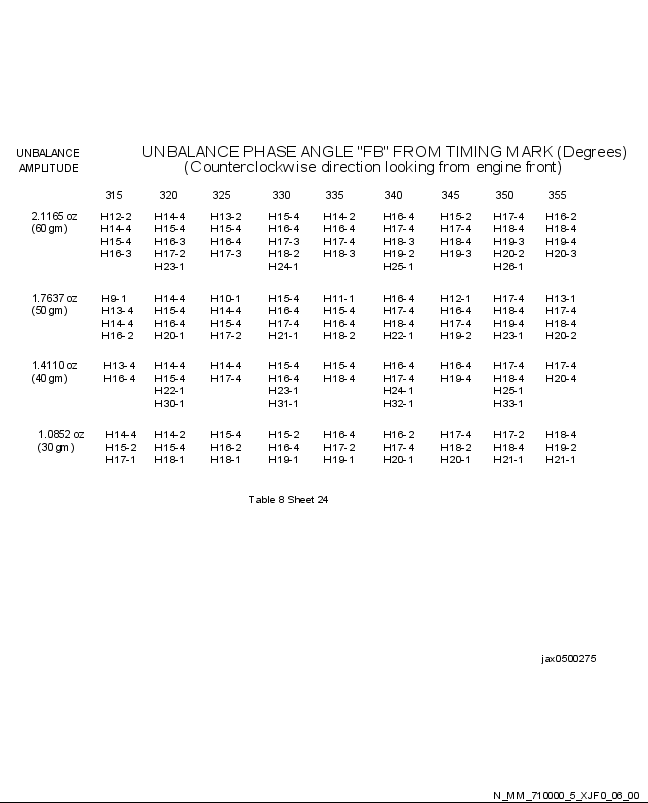 UNBALANCE AMPLITUDE
UNBALANCE PHASE ANGLE "FB" FROM TIMING MARK (Degrees)
(Counterclockwise direction looking from engine front)
315 320 325 330 335 340 345 350 355
2.1165 oz H12-2 H14-4 H13-2 H15-4 H14-2 H16-4 H15-2 H17-4 H16-2
(60 gm) H14-4 H15-4 H15-4 H16-4 H16-4 H17-4 H17-4 H18-4 H18-4
H15-4 H16-3 H16-4 H17-3 H17-4 H18-3 H18-4 H19-3 H19-4
H16-3 H17-2 H17-3 H18-2 H18-3 H19-2 H19-3 H20-2 H20-3
H23-1 H24-1 H25-1 H26-1
1.7637 oz H9-1 H14-4 H10-1 H15-4 H11-1 H16-4 H12-1 H17-4 H13-1
(50 gm) H13-4 H15-4 H14-4 H16-4 H15-4 H17-4 H16-4 H18-4 H17-4
H14-4 H16-4 H15-4 H17-4 H16-4 H18-4 H17-4 H19-4 H18-4
H16-2 H20-1 H17-2 H21-1 H18-2 H22-1 H19-2 H23-1 H20-2
1.4110 oz H13-4 H14-4 H14-4 H15-4 H15-4 H16-4 H16-4 H17-4 H17-4
(40 gm) H16-4 H15-4 H17-4 H16-4 H18-4 H17-4 H19-4 H18-4 H20-4
H22-1 H23-1 H24-1 H25-1
H30-1 H31-1 H32-1 H33-1
1.0852 oz H14-4 H14-2 H15-4 H15-2 H16-4 H16-2 H17-4 H17-2 H18-4
(30 gm) H15-2 H15-4 H16-2 H16-4 H17-2 H17-4 H18-2 H18-4 H19-2
H17-1 H18-1 H18-1 H19-1 H19-1 H20-1 H20-1 H21-1 H21-1
Table 8 Sheet 24
jax0500275
N_MM_710000_5_XJF0_06_00